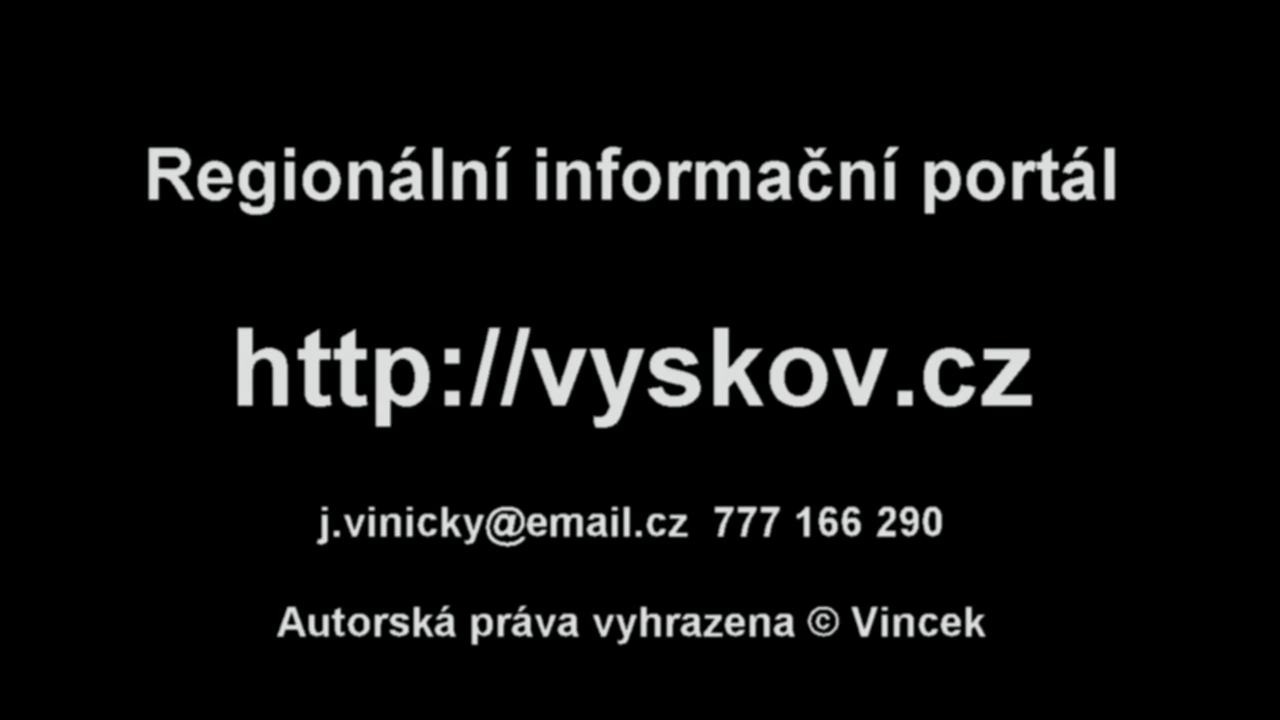 Regionální informační portál
http://vyskov.cz
j.vinicky@email.cz 777 166 290
Autorská práva vyhrazena © Vincek